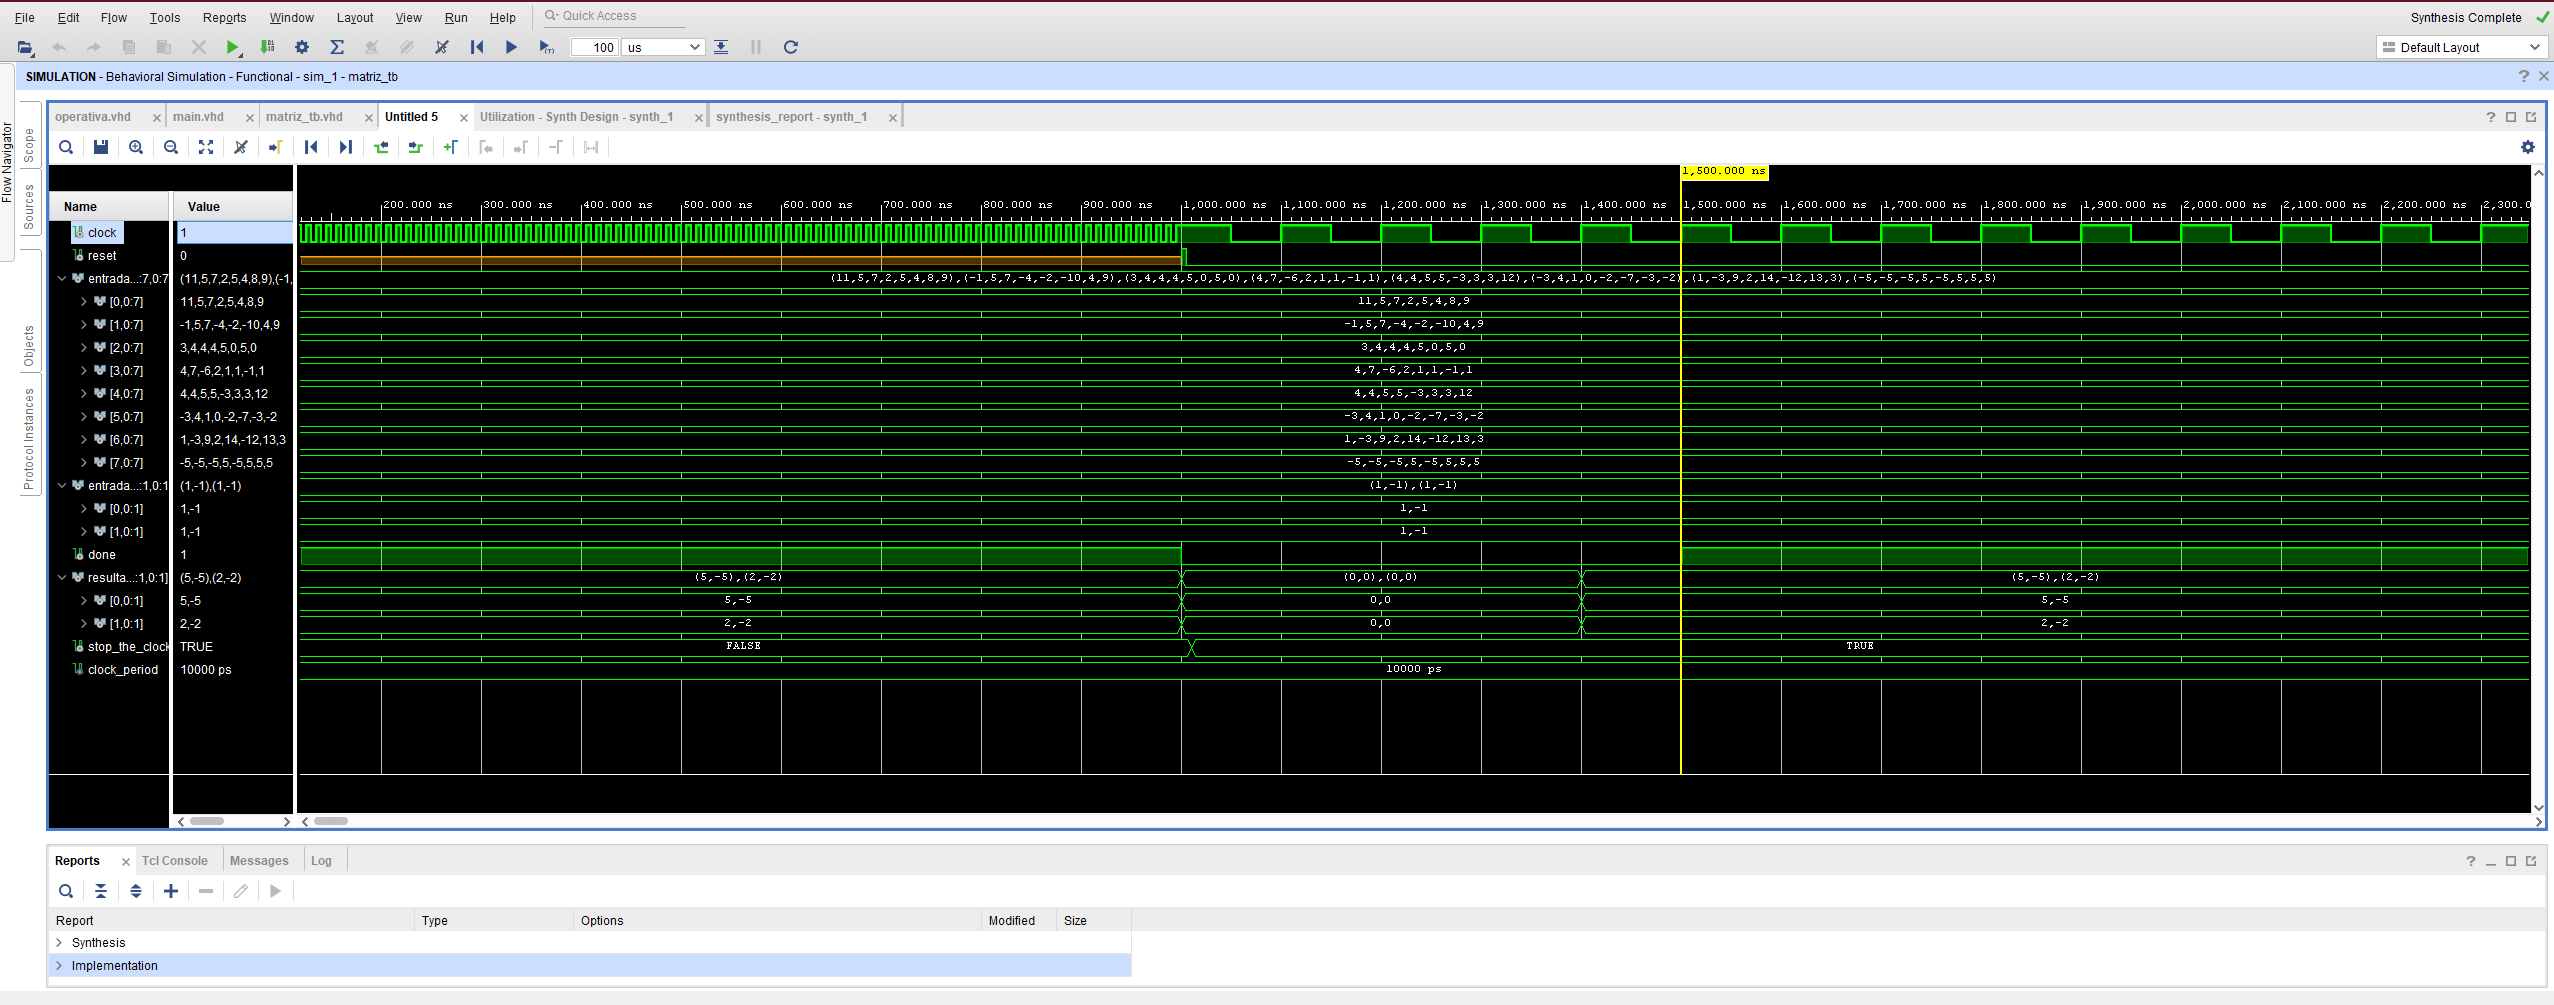 File Edit Flow Tools Reports Window Layout View Run Help Quick Access Synthesis Complete
100 us Default Layout
SIMULATION - Behavioral Simulation - Functional - sim_1 - matriz_tb
Flow Navigator
Scope
Sources
Objects
Protocol Instances
operativa.vhd main.vhd matriz_tb.vhd Untitled 5 Utilization - Synth Design - synth_1 synthesis_report - synth_1
1,500.000 ns
Name Value 200.000 ns 300.000 ns 400.000 ns 500.000 ns 600.000 ns 700.000 ns 800.000 ns 900.000 ns 1,000.000 ns 1,100.000 ns 1,200.000 ns 1,300.000 ns 1,400.000 ns 1,500.000 ns 1,600.000 ns 1,700.000 ns 1,800.000 ns 1,900.000 ns 2,000.000 ns 2,100.000 ns 2,200.000 ns 2,300.0
clock 1
reset 0
entrada...:7,0:7 (11,5,7,2,5,4,8,9),(-1, (11,5,7,2,5,4,8,9),(-1,5,7,-4,-2,-10,4,9),(3,4,4,4,5,0,5,0),(4,7,-6,2,1,1,-1,1),(4,4,5,5,-3,3,3,12),(-3,4,1,0,-2,-7,-3,-2),(1,-3,9,2,14,-12,13,3),(-5,-5,-5,5,-5,5,5,5)
[0,0:7] 11,5,7,2,5,4,8,9 11,5,7,2,5,4,8,9
[1,0:7] -1,5,7,-4,-2,-10,4,9 -1,5,7,-4,-2,-10,4,9
[2,0:7] 3,4,4,4,5,0,5,0 3,4,4,4,5,0,5,0
[3,0:7] 4,7,-6,2,1,1,-1,1 4,7,-6,2,1,1,-1,1
[4,0:7] 4,4,5,5,-3,3,3,12 4,4,5,5,-3,3,3,12
[5,0:7] -3,4,1,0,-2,-7,-3,-2 -3,4,1,0,-2,-7,-3,-2
[6,0:7] 1,-3,9,2,14,-12,13,3 1,-3,9,2,14,-12,13,3
[7,0:7] -5,-5,-5,5,-5,5,5,5 -5,-5,-5,5,-5,5,5,5
entrada...:1,0:1 (1,-1),(1,-1) (1,-1),(1,-1)
[0,0:1] 1,-1 1,-1
[1,0:1] 1,-1 1,-1
done 1
resulta...:1,0:1] (5,-5),(2,-2) (5,-5),(2,-2) (0,0),(0,0) (5,-5),(2,-2)
[0,0:1] 5,-5 5,-5 0,0 5,-5
[1,0:1] 2,-2 2,-2 0,0 2,-2
stop_the_clock TRUE FALSE TRUE
clock_period 10000 ps 10000 ps
Reports Tcl Console Messages Log
Report Type Options Modified Size
Synthesis
Implementation